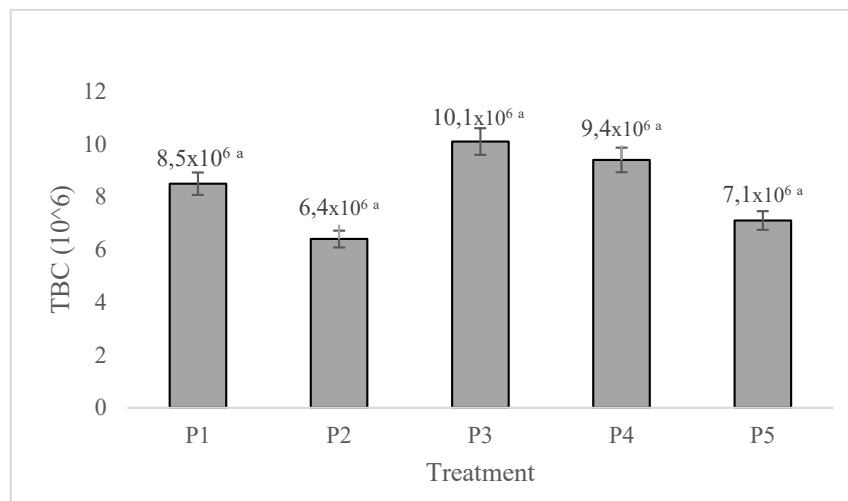 TBC (10^6)
12
10
8
6
4
2
0
8,5x10⁶ ᵃ
6,4x10⁶ ᵃ
10,1x10⁶ ᵃ
9,4x10⁶ ᵃ
7,1x10⁶ ᵃ
P1 P2 P3 P4 P5
Treatment